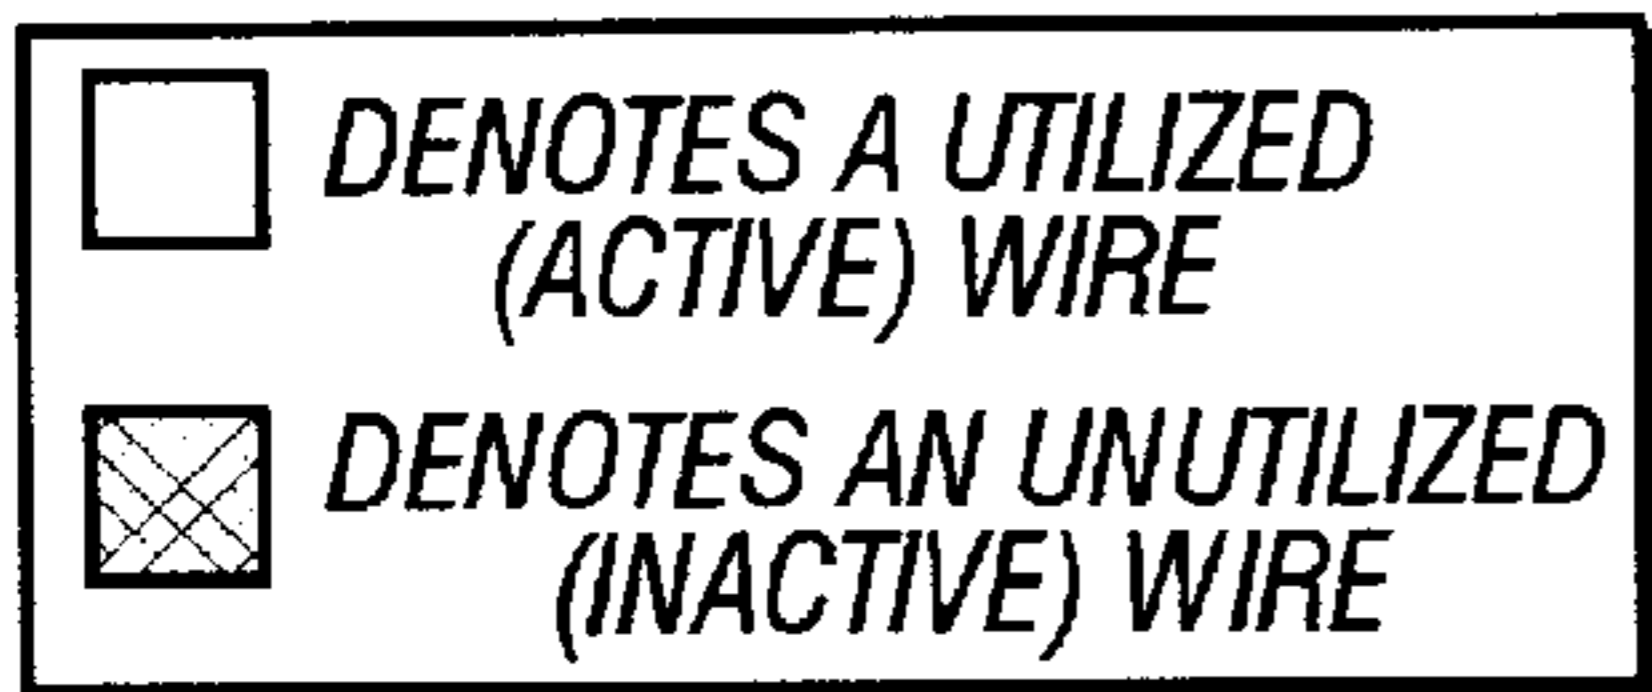 DENOTES A UTILIZED
(ACTIVE) WIRE
DENOTES AN UNUTILIZED
(INACTIVE) WIRE